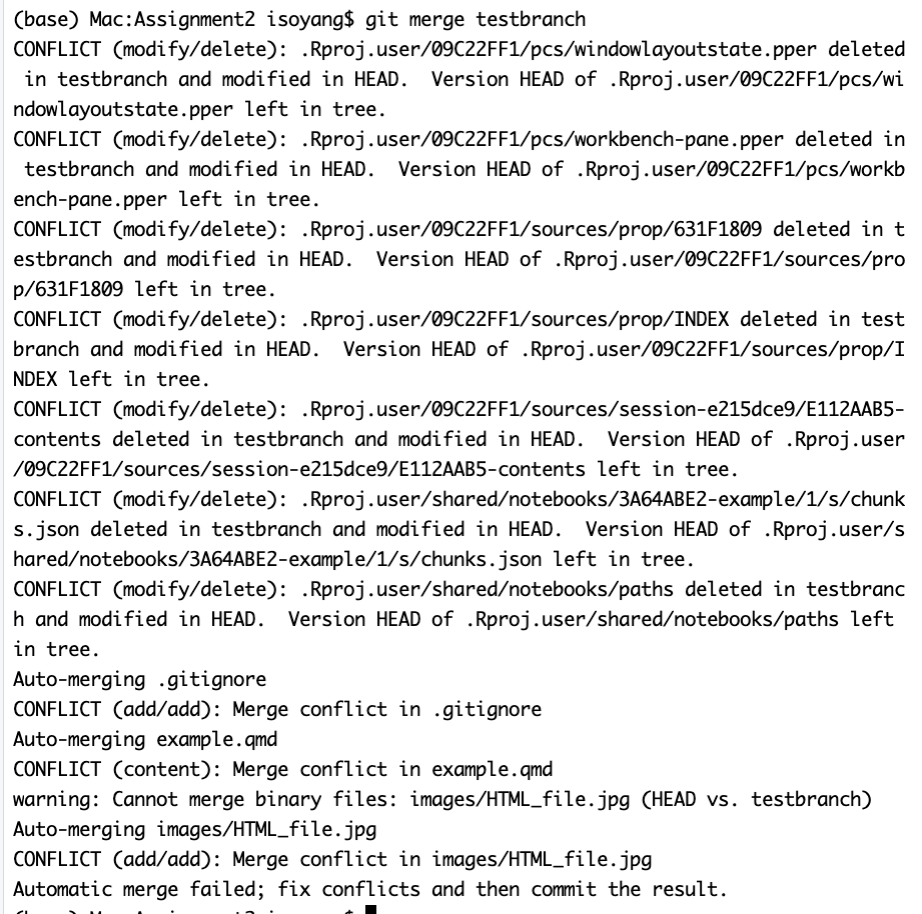 (base) Mac:Assignment2 isoyang$ git merge testbranch
CONFLICT (modify/delete): .Rproj.user/09C22FF1/pcs/windowlayoutstate.pper deleted
 in testbranch and modified in HEAD.  Version HEAD of .Rproj.user/09C22FF1/pcs/wi
ndowlayoutstate.pper left in tree.
CONFLICT (modify/delete): .Rproj.user/09C22FF1/pcs/workbench-pane.pper deleted in
 testbranch and modified in HEAD.  Version HEAD of .Rproj.user/09C22FF1/pcs/workb
ench-pane.pper left in tree.
CONFLICT (modify/delete): .Rproj.user/09C22FF1/sources/prop/631F1809 deleted in t
estbranch and modified in HEAD.  Version HEAD of .Rproj.user/09C22FF1/sources/pro
p/631F1809 left in tree.
CONFLICT (modify/delete): .Rproj.user/09C22FF1/sources/prop/INDEX deleted in test
branch and modified in HEAD.  Version HEAD of .Rproj.user/09C22FF1/sources/prop/I
NDEX left in tree.
CONFLICT (modify/delete): .Rproj.user/09C22FF1/sources/session-e215dce9/E112AAB5-
contents deleted in testbranch and modified in HEAD.  Version HEAD of .Rproj.user
/09C22FF1/sources/session-e215dce9/E112AAB5-contents left in tree.
CONFLICT (modify/delete): .Rproj.user/shared/notebooks/3A64ABE2-example/1/s/chunk
s.json deleted in testbranch and modified in HEAD.  Version HEAD of .Rproj.user/s
hared/notebooks/3A64ABE2-example/1/s/chunks.json left in tree.
CONFLICT (modify/delete): .Rproj.user/shared/notebooks/paths deleted in testbranc
h and modified in HEAD.  Version HEAD of .Rproj.user/shared/notebooks/paths left
in tree.
Auto-merging .gitignore
CONFLICT (add/add): Merge conflict in .gitignore
Auto-merging example.qmd
CONFLICT (content): Merge conflict in example.qmd
warning: Cannot merge binary files: images/HTML_file.jpg (HEAD vs. testbranch)
Auto-merging images/HTML_file.jpg
CONFLICT (add/add): Merge conflict in images/HTML_file.jpg
Automatic merge failed; fix conflicts and then commit the result.